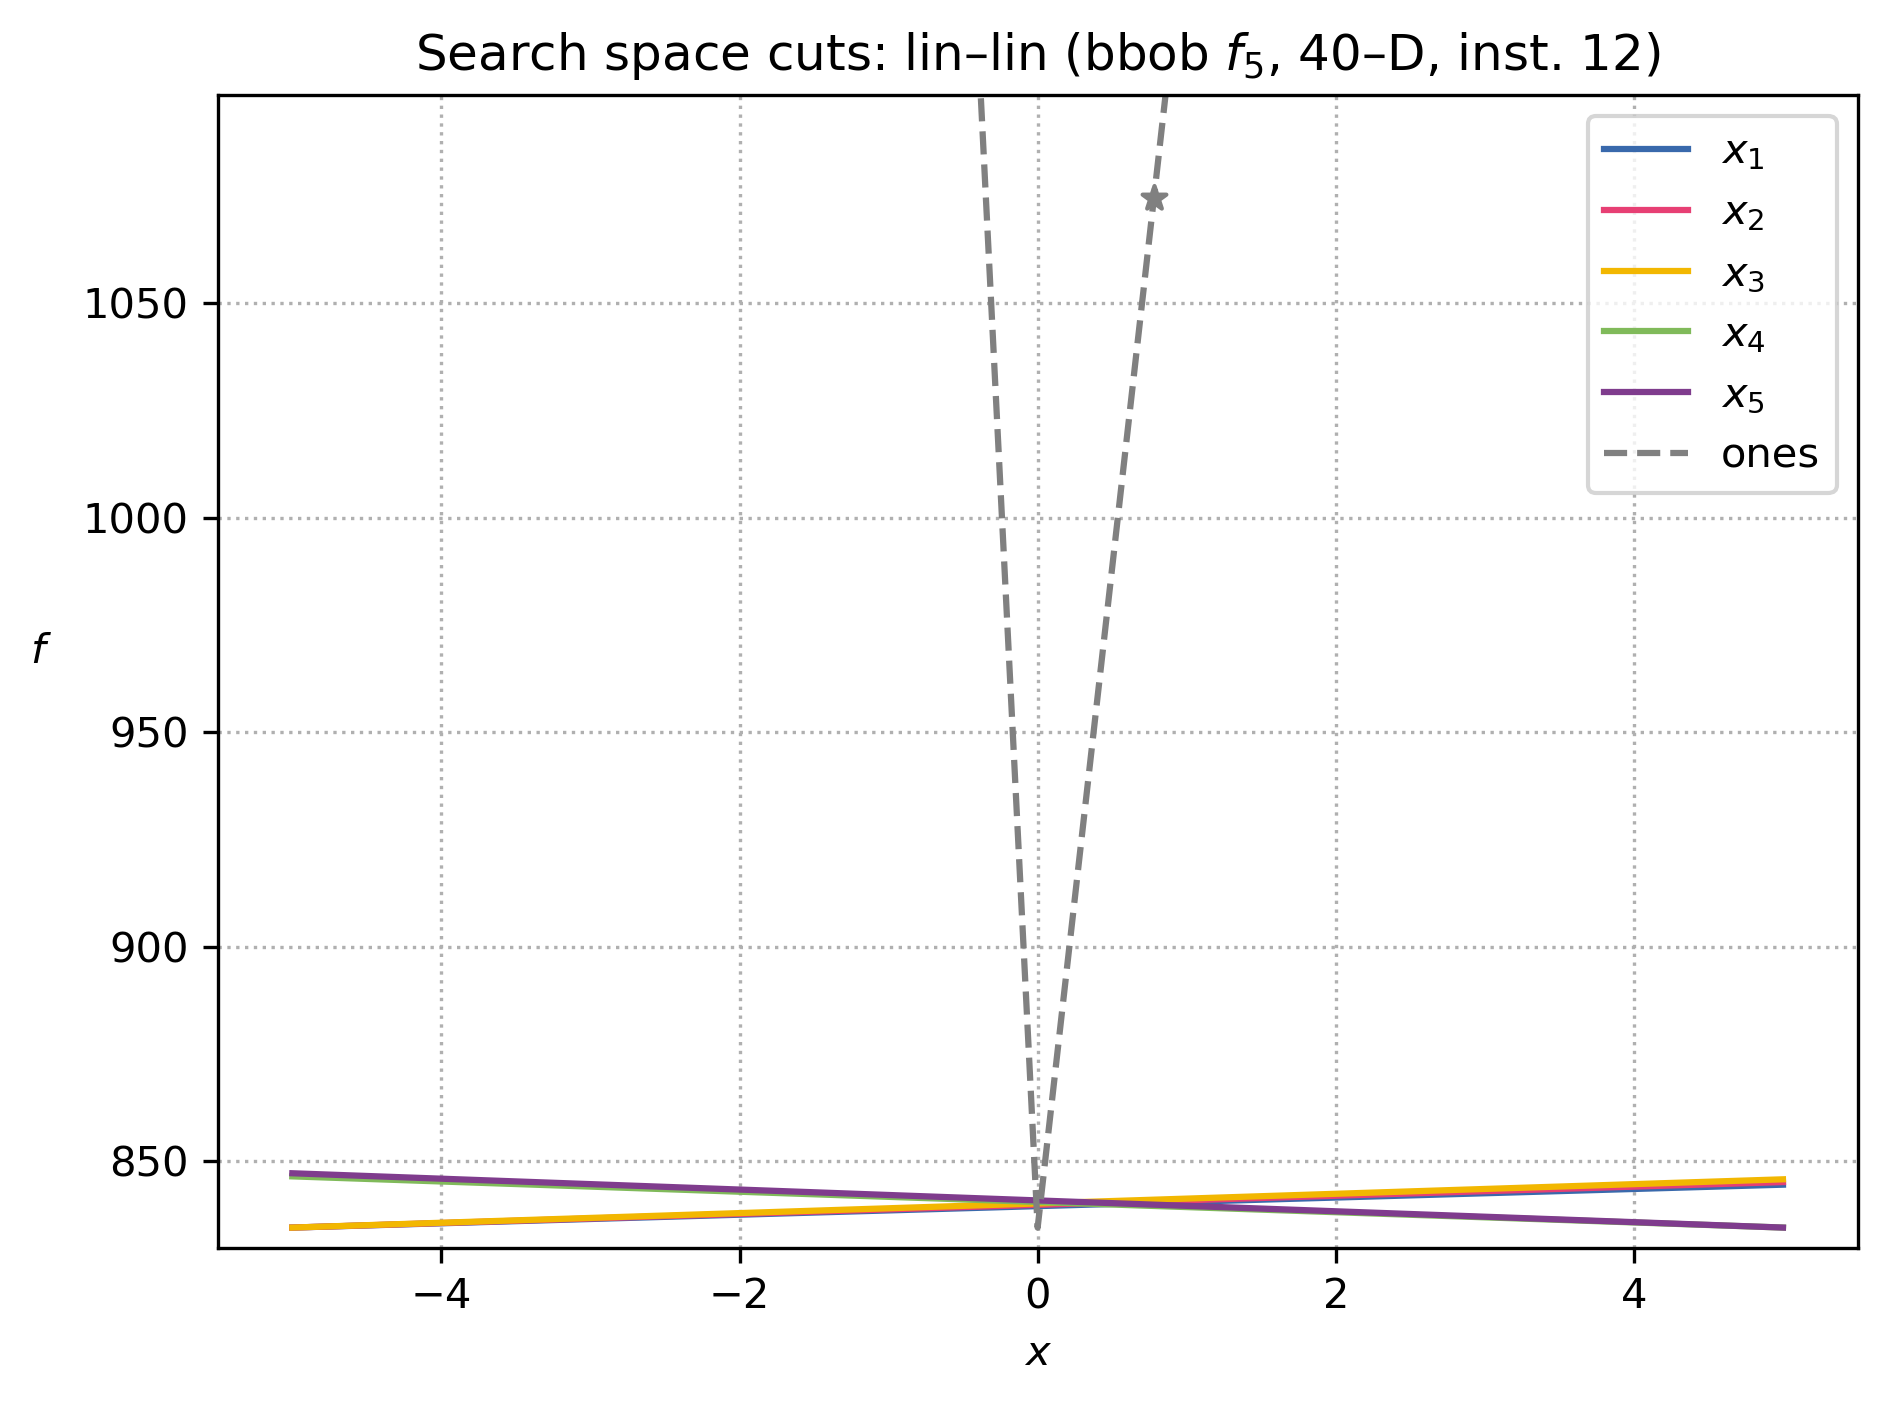 Search space cuts: lin–lin (bbob f5, 40–D, inst. 12)
x1
x2
x3
x4
x5
ones
1050
1000
950
900
850
f
−4
−2
0
2
4
x